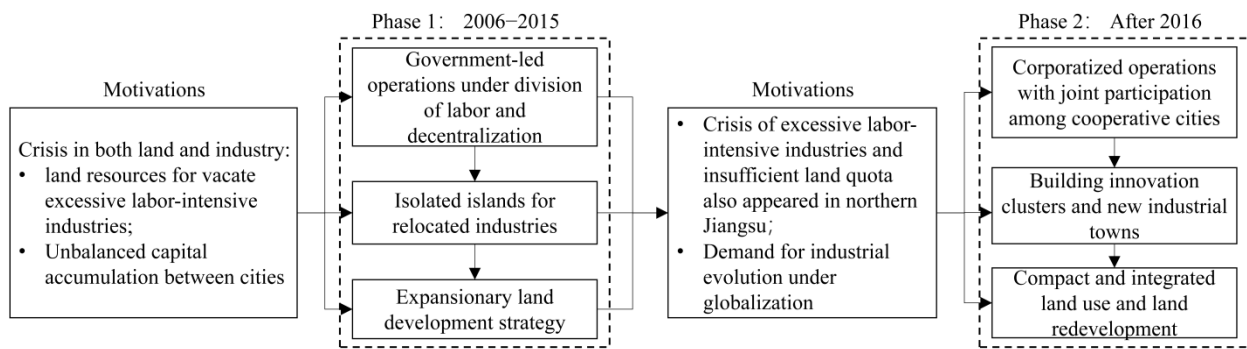 Motivations
Crisis in both land and industry:
• land resources for vacate
excessive labor-intensive
industries;
• Unbalanced capital
accumulation between cities
Phase 1： 2006−2015
Government-led
operations under division
of labor and
decentralization
Isolated islands for
relocated industries
Expansionary land
development strategy
Motivations
• Crisis of excessive labor-
intensive industries and
insufficient land quota
also appeared in northern
Jiangsu；
• Demand for industrial
evolution under
globalization
Phase 2： After 2016
Corporatized operations
with joint participation
among cooperative cities
Building innovation
clusters and new industrial
towns
Compact and integrated
land use and land
redevelopment